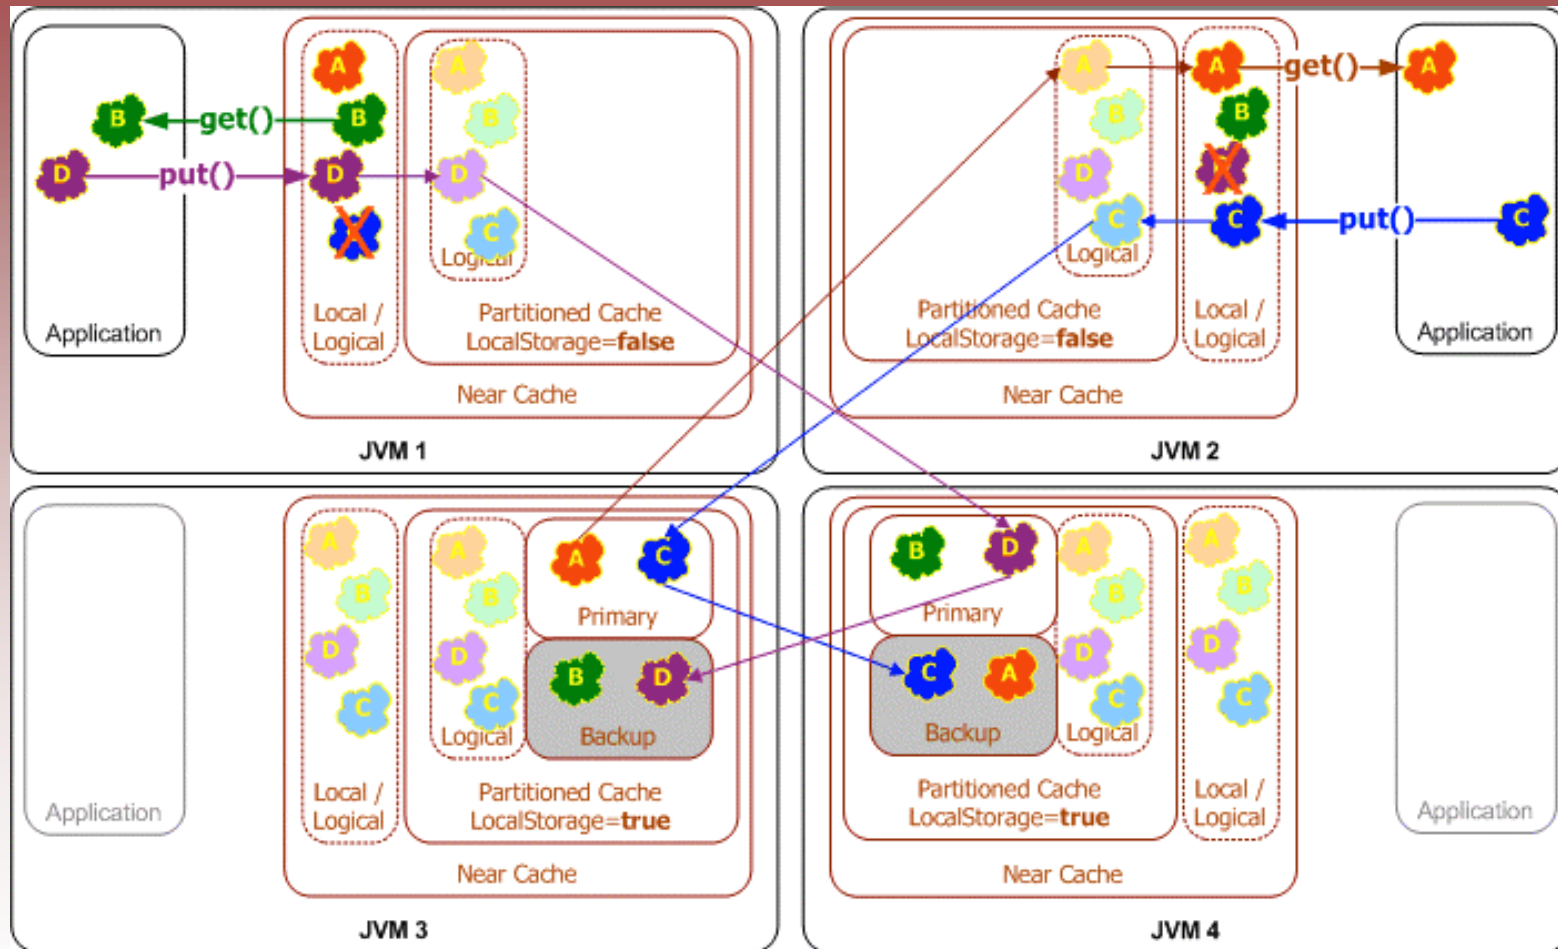 A
A
B
get()
B
B
D
put()
D
D
C
Logical
Local /
Logical
Partitioned Cache
LocalStorage=false
Application
Near Cache
JVM 1
A
A
get()
A
B
B
D
C
C
put()
C
Logical
Partitioned Cache
LocalStorage=false
Local /
Logical
Application
Near Cache
JVM 2
A
A
A
C
B
B
Primary
D
D
B
D
C
C
Logical
Backup
Local /
Logical
Partitioned Cache
LocalStorage=true
Application
Near Cache
JVM 3
B
D
A
A
B
B
Primary
D
D
C
A
C
C
Backup
Logical
Partitioned Cache
LocalStorage=true
Local /
Logical
Application
Near Cache
JVM 4